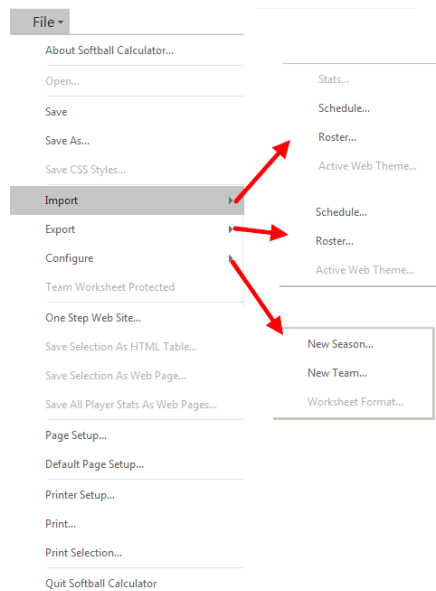 File
About Softball Calculator...
Open...
Save
Save As...
Save CSS Styles...
Import
Export
Configure
Team Worksheet Protected
One Step Web Site...
Save Selection As HTML Table...
Save Selection As Web Page...
Save All Player Stats As Web Pages...
Page Setup...
Default Page Setup...
Printer Setup...
Print...
Print Selection...
Quit Softball Calculator
Stats...
Schedule...
Roster...
Active Web Theme...
Schedule...
Roster...
Active Web Theme...
New Season...
New Team...
Worksheet Format...